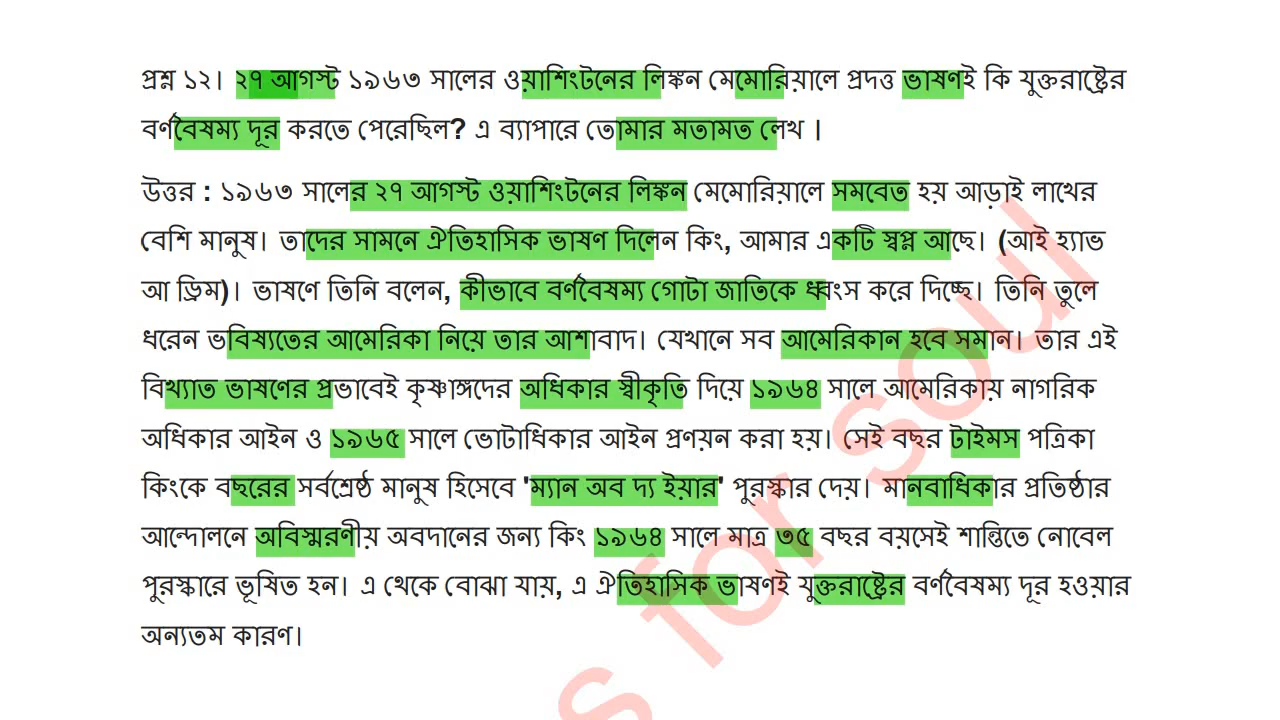 প্রশ্ন ১২। ২৭ আগস্ট ১৯৬৩ সালের ওয়াশিংটনের লিঙ্কন মেমোরিয়ালে প্রদত্ত ভাষণই কি যুক্তরাষ্ট্রের
বর্ণবৈষম্য দূর করতে পেরেছিল? এ ব্যাপারে তোমার মতামত লেখ ।
উত্তর : ১৯৬৩ সালের ২৭ আগস্ট ওয়াশিংটনের লিঙ্কন মেমোরিয়ালে সমবেত হয় আড়াই লাখের
বেশি মানুষ। তাদের সামনে ঐতিহাসিক ভাষণ দিলেন কিং, আমার একটি স্বপ্ন আছে। (আই হ্যাভ
আ ড্রিম)। ভাষণে তিনি বলেন, কীভাবে বর্ণবৈষম্য গোটা জাতিকে ধ্বংস করে দিচ্ছে। তিনি তুলে
ধরেন ভবিষ্যতের আমেরিকা নিয়ে তার আশাবাদ। যেখানে সব আমেরিকান হবে সমান। তার এই
বিখ্যাত ভাষণের প্রভাবেই কৃষ্ণাঙ্গদের অধিকার স্বীকৃতি দিয়ে ১৯৬৪ সালে আমেরিকায় নাগরিক
অধিকার আইন ও ১৯৬৫ সালে ভোটাধিকার আইন প্রণয়ন করা হয়। সেই বছর টাইমস পত্রিকা
কিংকে বছরের সর্বশ্রেষ্ঠ মানুষ হিসেবে 'ম্যান অব দ্য ইয়ার' পুরস্কার দেয়। মানবাধিকার প্রতিষ্ঠার
আন্দোলনে অবিস্মরণীয় অবদানের জন্য কিং ১৯৬৪ সালে মাত্র ৩৫ বছর বয়সেই শান্তিতে নোবেল
পুরস্কারে ভূষিত হন। এ থেকে বোঝা যায়, এ ঐতিহাসিক ভাষণই যুক্তরাষ্ট্রের বর্ণবৈষম্য দূর হওয়ার
অন্যতম কারণ।
s for soul